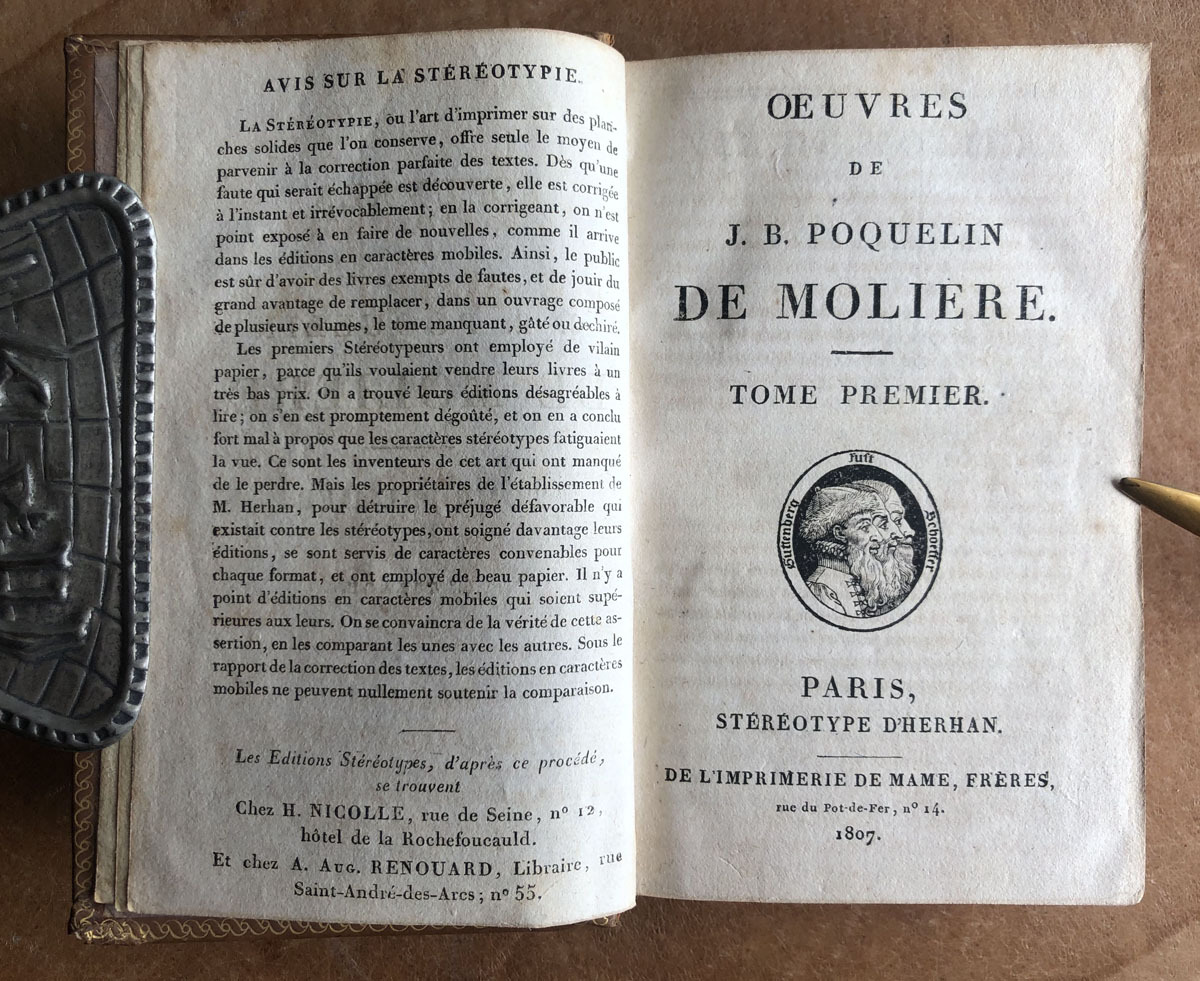 AVIS SUR LA STÉRÉOTYPIE.
LA STÉRÉOTYPIE, ou l'art d'imprimer sur des plan-
ches solides que l'on conserve, offre seule le moyen de
parvenir à la correction parfaite des textes. Dès qu'une
faute qui serait échappée est découverte, elle est corrigée
à l'instant et irrévocablement; en la corrigeant, on n'est
point exposé à en faire de nouvelles, comme il arrive
dans les éditions en caractères mobiles. Ainsi, le public
est sûr d'avoir des livres exempts de fautes, et de jouir du
grand avantage de remplacer, dans un ouvrage composé
de plusieurs volumes, le tome manquant, gâté ou dechiré.
Les premiers Stéréotypeurs ont employé de vilain
papier, parce qu'ils voulaient vendre leurs livres à un
très bas prix. On a trouvé leurs éditions désagréables à
lire; on s'en est promptement dégoûté, et on en a conclu
fort mal à propos que les caractères stéréotypes fatiguaient
la vue. Ce sont les inventeurs de cet art qui ont manqué
de le perdre. Mais les propriétaires de l'établissement de
M. Herhan, pour détruire le préjugé défavorable qui
existait contre les stéréotypes, ont soigné davantage leurs
éditions, se sont servis de caractères convenables pour
chaque format, et ont employé de beau papier. Il n'y a
point d'éditions en caractères mobiles qui soient supé-
rieures aux leurs. On se convaincra de la vérité de cette as-
sertion, en les comparant les unes avec les autres. Sous le
rapport de la correction des textes, les éditions en caractères
mobiles ne peuvent nullement soutenir la comparaison.
Les Editions Stéréotypes, d'après ce procédé,
se trouvent
Chez H. NICOLLE, rue de Seine, nº 12,
hôtel de la Rochefoucauld.
Et chez A. AUG. RENOUARD, Libraire, rue
Saint-André-des-Arcs; nº 55.
OEUVRES
DE
J. B. POQUELIN
DE MOLIÈRE.
TOME PREMIER.
Guttenberg
Fust
Schoeffer
PARIS,
STÉRÉOTYPE D'HERHAN.
DE L'IMPRIMERIE DE MAME, FRÈRES,
rue du Pot-de-Fer, nº 14.
1807.